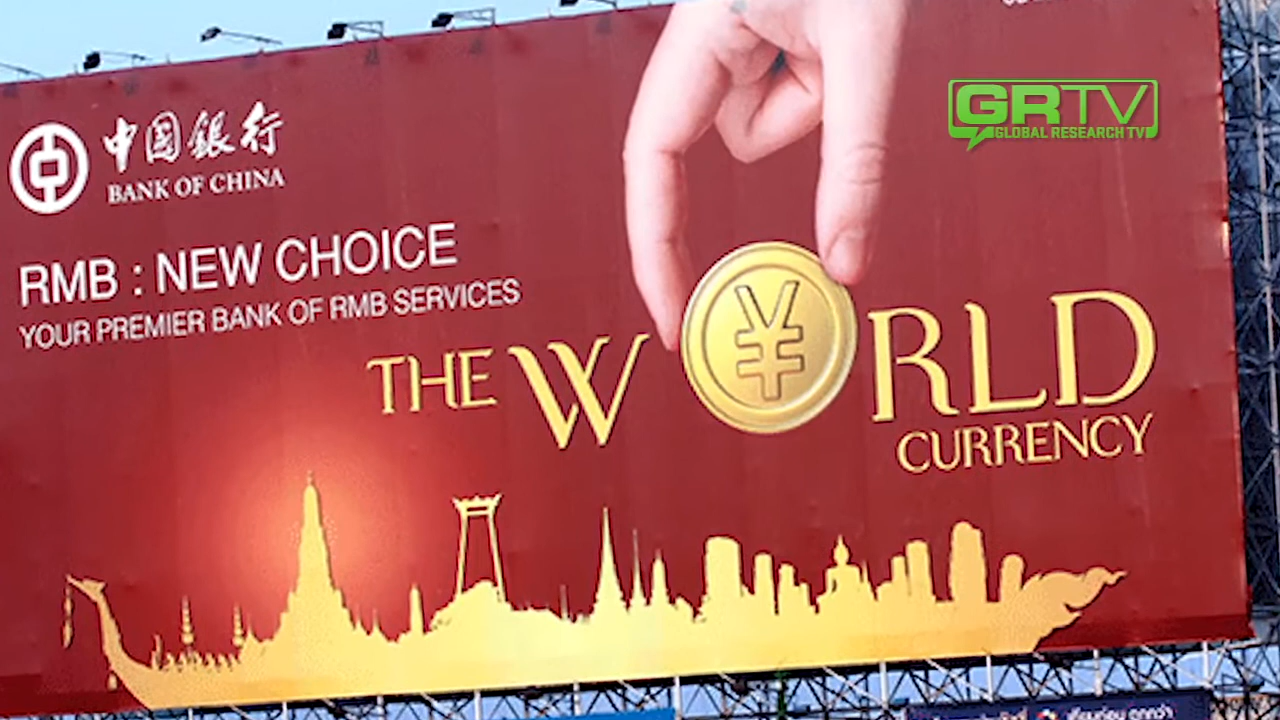 中国銀行
BANK OF CHINA
RMB : NEW CHOICE
YOUR PREMIER BANK OF RMB SERVICES
THE W¥RLD
CURRENCY
GRTV
GLOBAL RESEARCH TV